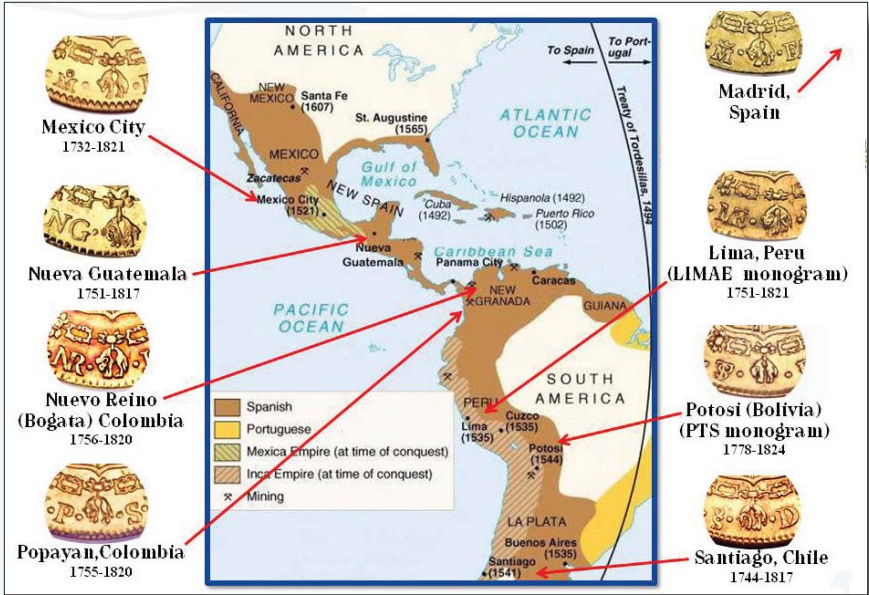 Mexico City
1732-1821
NG.
Nueva Guatemala
1751-1817
NR
Nuevo Reino
(Bogata) Colombia
1756-1820
P. S
Popayan,Colombia
1755-1820
NORTH
AMERICA
To Spain
To Port-
ugal
Treaty of Tordesillas, 1494
CALIFORNIA
NEW
MEXICO
Santa Fe
(1607)
St. Augustine
(1565)
ATLANTIC
OCEAN
MEXICO
Zacatecas
Gulf of
Mexico
NEW SPAIN
Mexico City
(1521)
Cuba
(1492)
Hispanola (1492)
Puerto Rico
(1502)
Nueva
Guatemala
Caribbean Sea
Panama City
Caracas
NEW
GRANADA
GUIANA
PACIFIC
OCEAN
SOUTH
AMERICA
PERU
Lima
(1535)
Cuzco
(1535)
Potosi
(1544)
LA PLATA
Buenos Aires
(1535)
Santiago
(1541)
Spanish
Portuguese
Mexica Empire (at time of conquest)
Inca Empire (at time of conquest)
Mining
M
Madrid,
Spain
Lima, Peru
(LIMAE monogram)
1751-1821
Potosi (Bolivia)
(PTS monogram)
1778-1824
D
Santiago, Chile
1744-1817